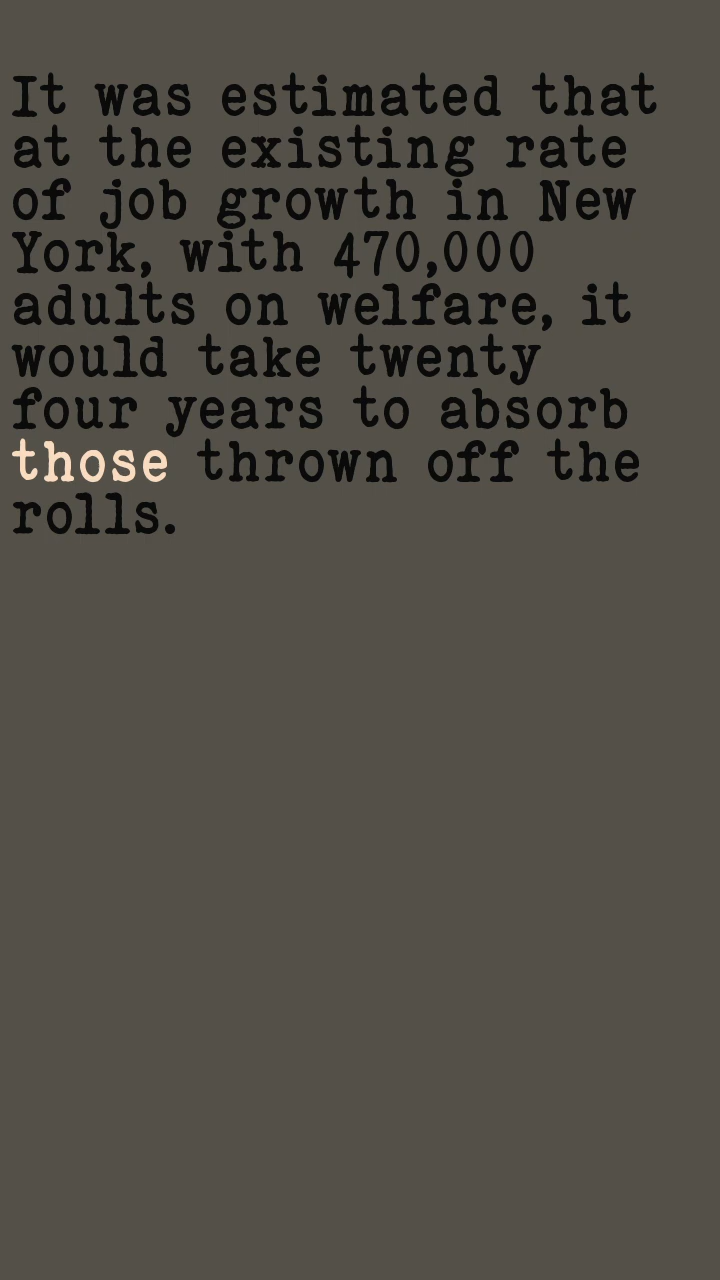 It was estimated that
at the existing rate
of job growth in New
York, with 470,000
adults on welfare, it
would take twenty
four years to absorb
those thrown off the
rolls.